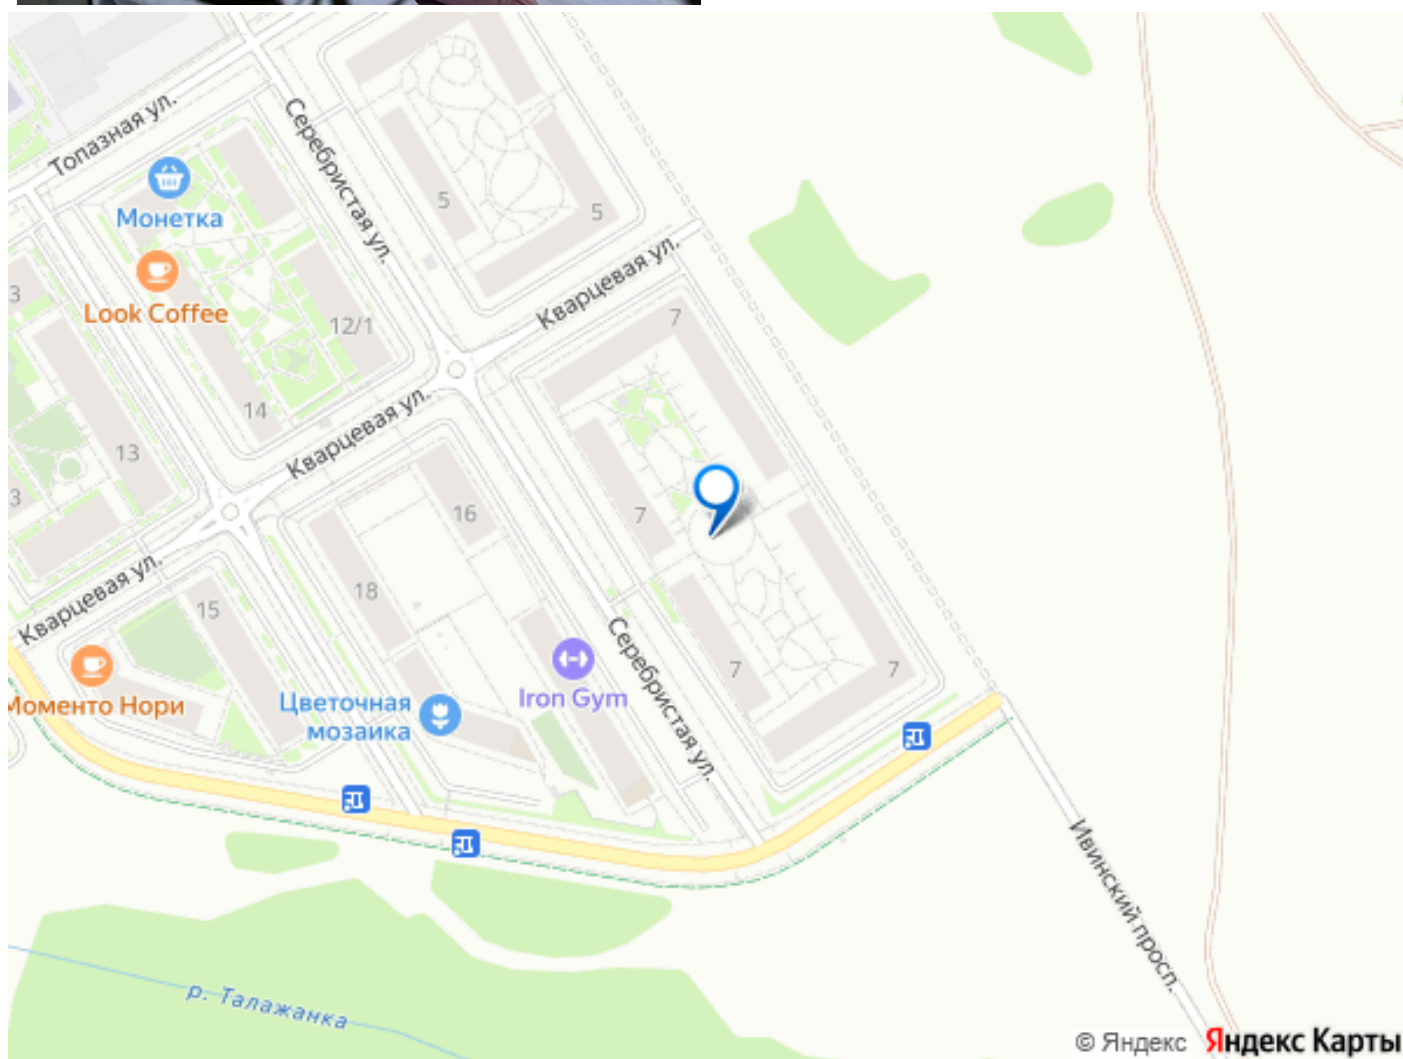 Топазная ул.
Серебристая ул.
Монетка
Look Coffee
5
5
3
12/1
Кварцевая ул.
7
14
Кварцевая ул.
13
3
16
7
18
15
Кварцевая ул.
Моменто Нори
Цветочная
мозаика
Iron Gym
Серебристая ул.
7
7
Ивинский просп.
р. Талажанка
© Яндекс Яндекс Карты